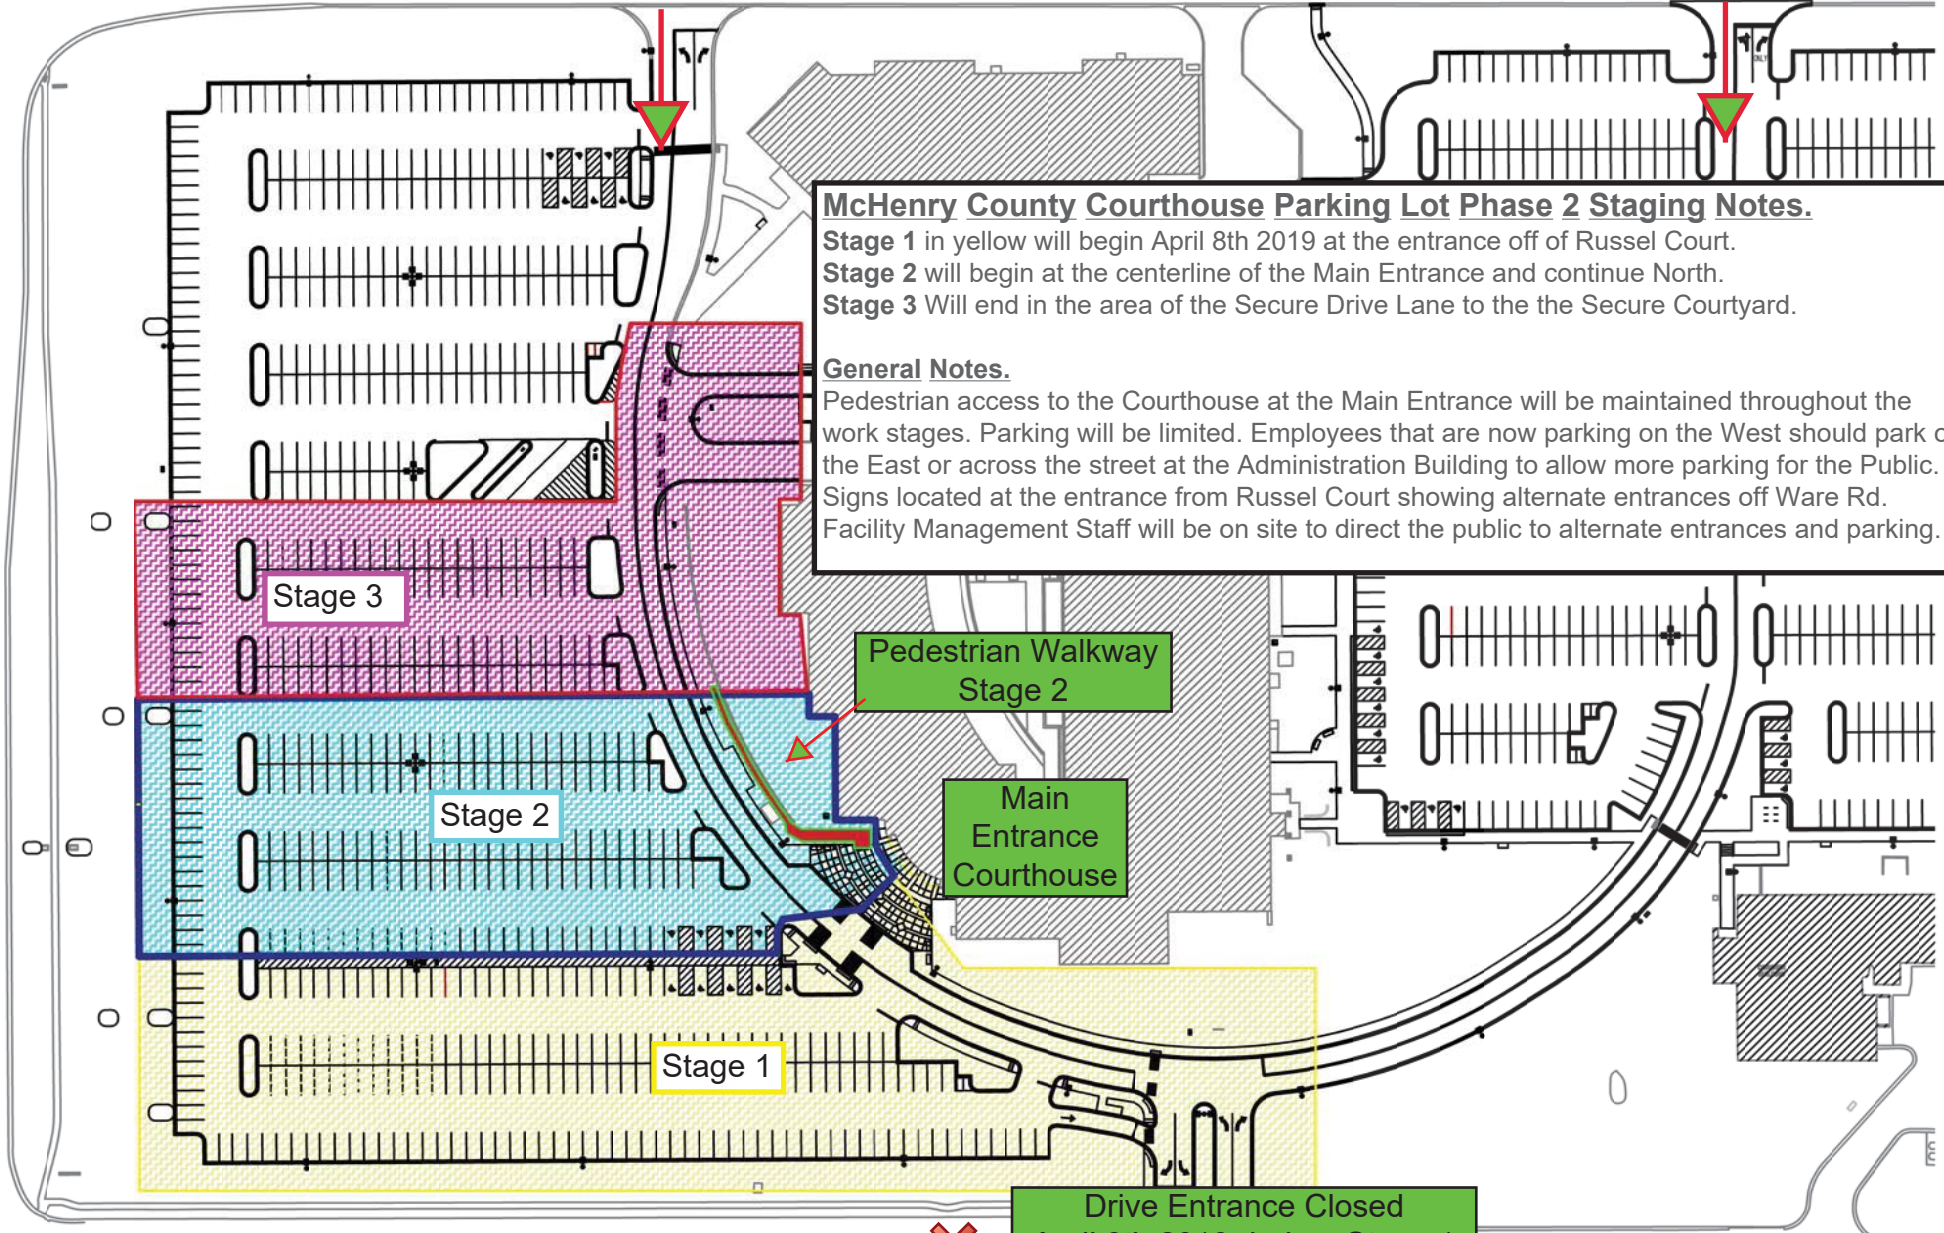 McHenry County Courthouse Parking Lot Phase 2 Staging Notes.
Stage 1 in yellow will begin April 8th 2019 at the entrance off of Russel Court.
Stage 2 will begin at the centerline of the Main Entrance and continue North.
Stage 3 Will end in the area of the Secure Drive Lane to the the Secure Courtyard.
General Notes.
Pedestrian access to the Courthouse at the Main Entrance will be maintained throughout the
work stages. Parking will be limited. Employees that are now parking on the West should park
the East or across the street at the Administration Building to allow more parking for the Public.
Signs located at the entrance from Russel Court showing alternate entrances off Ware Rd.
Facility Management Staff will be on site to direct the public to alternate entrances and parking.
Stage 3
Pedestrian Walkway
Stage 2
Stage 2
Main
Entrance
Courthouse
Stage 1
Drive Entrance Closed
ONLY